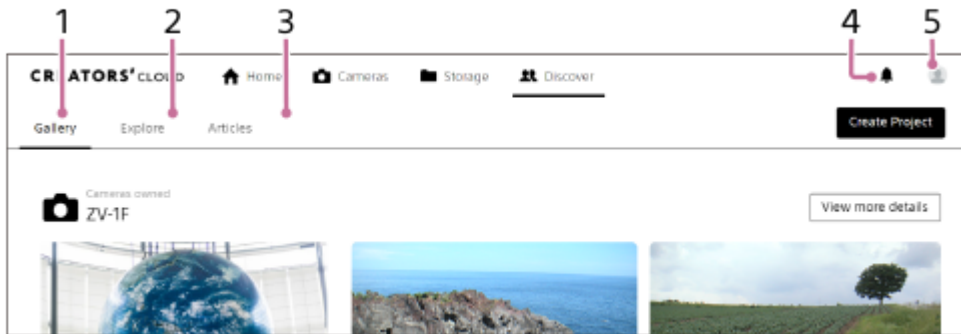 1 2 3 4 5
CREATORS' CLOUD Home Cameras Storage Discover
Gallery Explore Articles Create Project
Cameras owned
ZV-1F View more details